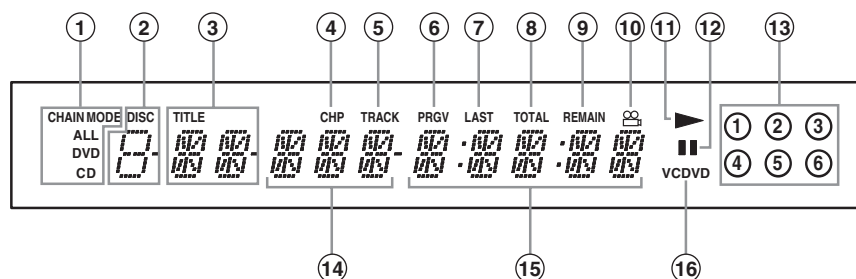 1 2 3 4 5 6 7 8 9 10 11 12 13
CHAIN MODE DISC TITLE CHP TRACK PRGV LAST TOTAL REMAIN
ALL
DVD
CD
1 2 3
4 5 6
VCDVD
14 15 16